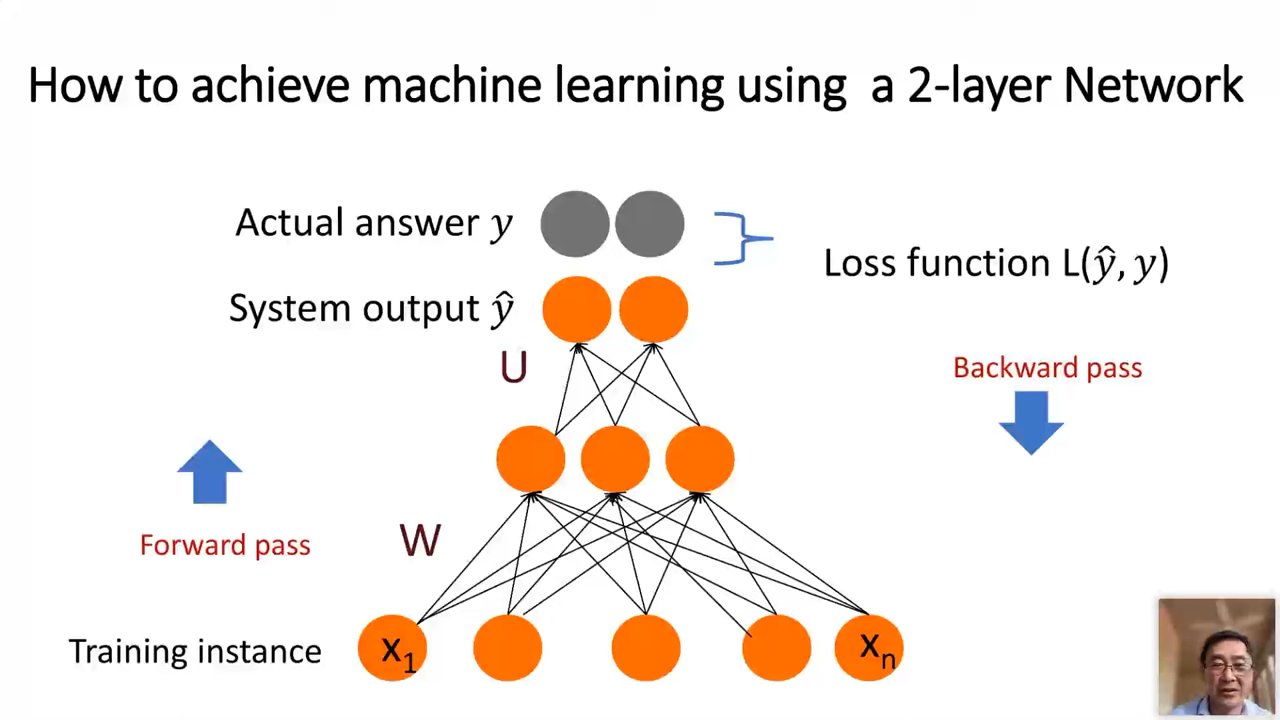 How to achieve machine learning using a 2-layer Network
Actual answer y
System output ŷ
Loss function L(ŷ, y)
U
Backward pass
W
Forward pass
Training instance
x₁
xₙ